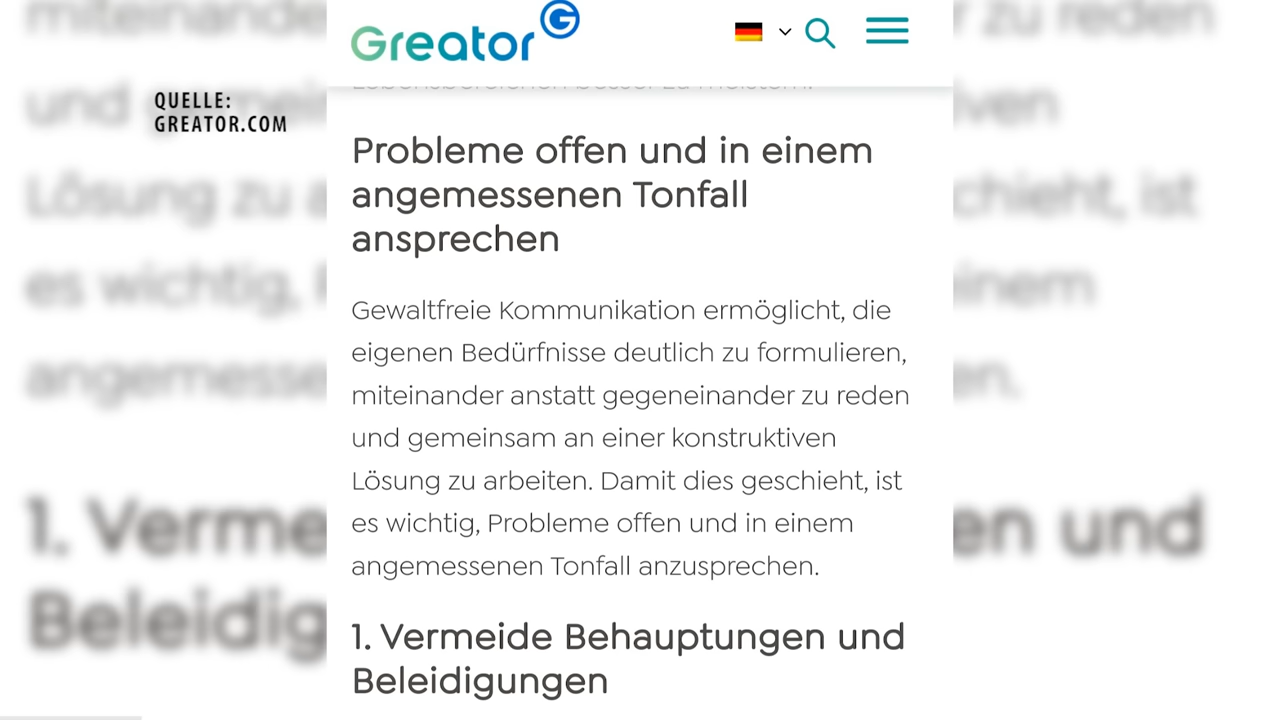 Greator G
QUELLE:
GREATOR.COM
Probleme offen und in einem
angemessenen Tonfall
ansprechen
Gewaltfreie Kommunikation ermöglicht, die
eigenen Bedürfnisse deutlich zu formulieren,
miteinander anstatt gegeneinander zu reden
und gemeinsam an einer konstruktiven
Lösung zu arbeiten. Damit dies geschieht, ist
es wichtig, Probleme offen und in einem
angemessenen Tonfall anzusprechen.
1. Vermeide Behauptungen und
Beleidigungen